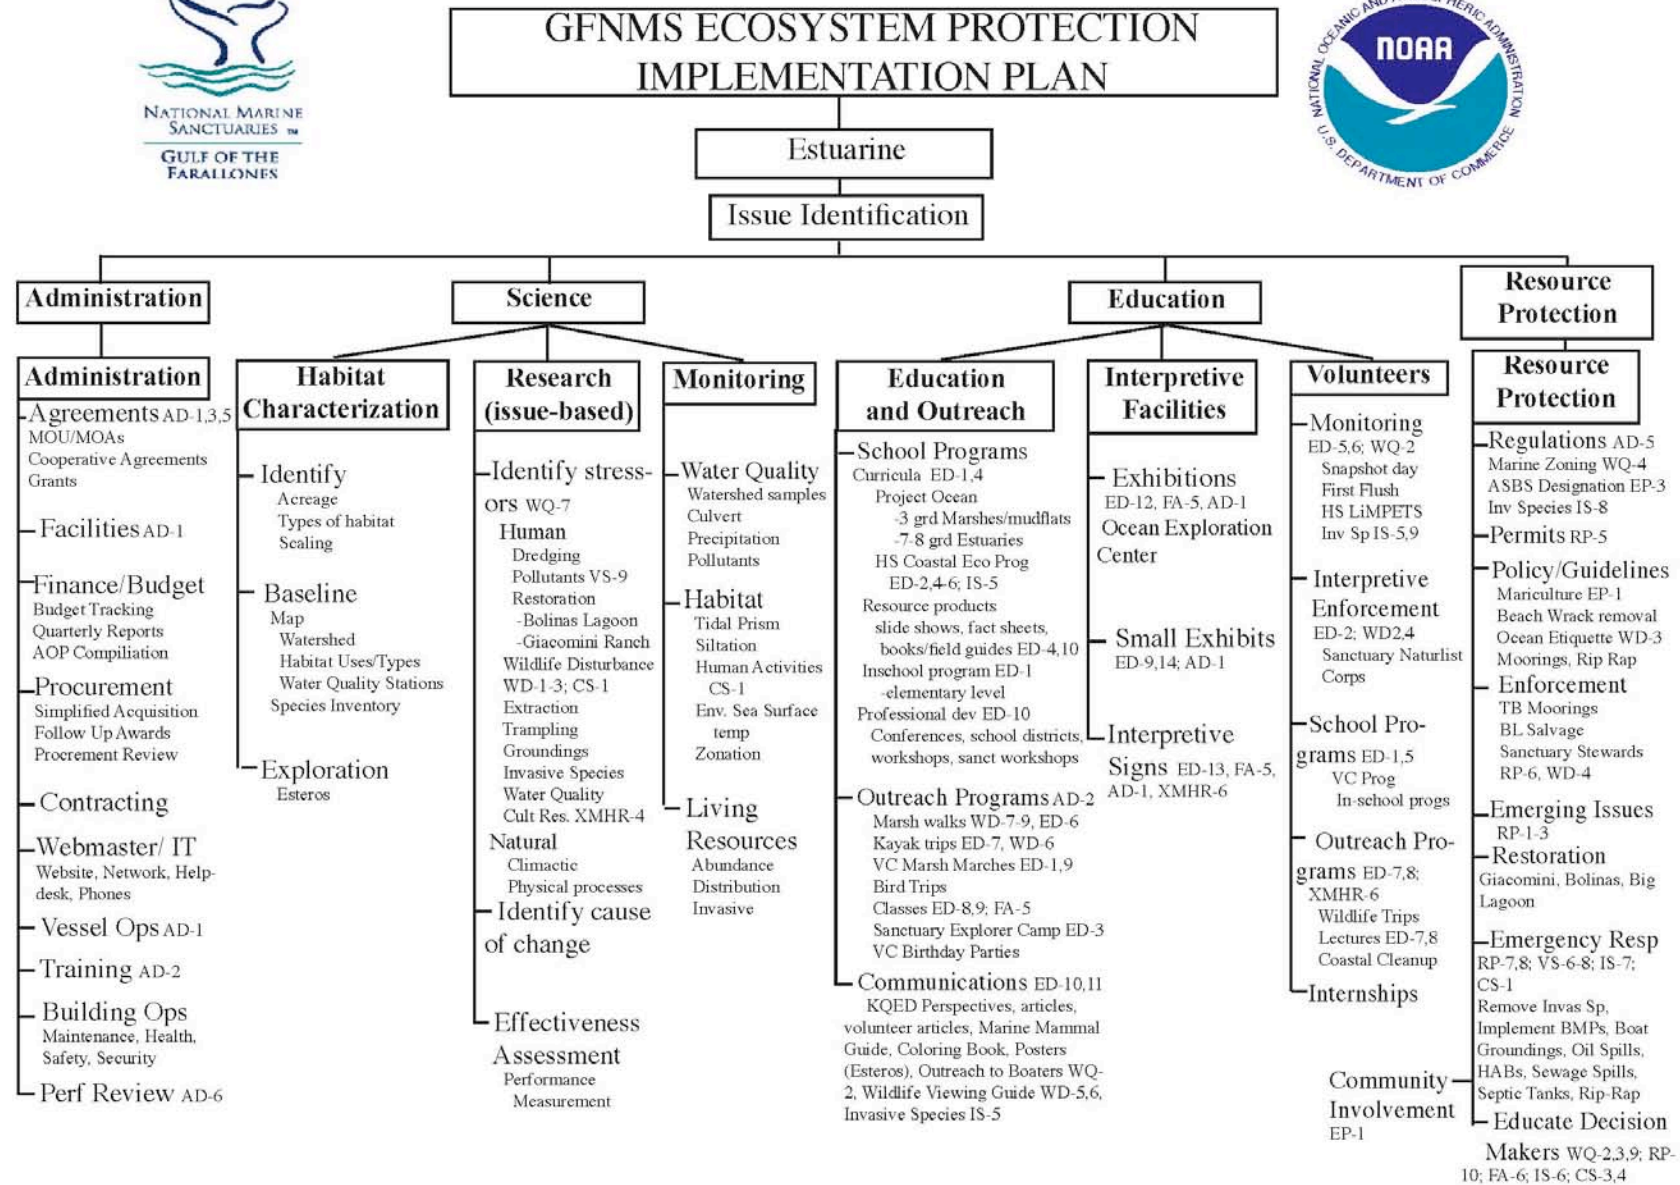 GFNMS ECOSYSTEM PROTECTION
IMPLEMENTATION PLAN
NATIONAL MARINE
SANCTUARIES ™
GULF OF THE
FARALLONES
NOAA
U.S. DEPARTMENT OF COMMERCE
Estuarine
Issue Identification
Administration
Science
Education
Resource
Protection
Administration
Agreements AD-1,3,5
MOU/MOAs
Cooperative Agreements
Grants
Facilities AD-1
Finance/Budget
Budget Tracking
Quarterly Reports
AOP Compiliation
Procurement
Simplified Acquisition
Follow Up Awards
Procrement Review
Contracting
Webmaster/ IT
Website, Network, Help-
desk, Phones
Vessel Ops AD-1
Training AD-2
Building Ops
Maintenance, Health,
Safety, Security
Perf Review AD-6
Habitat
Characterization
Identify
Acreage
Types of habitat
Scaling
Baseline
Map
Watershed
Habitat Uses/Types
Water Quality Stations
Species Inventory
Exploration
Esteros
Research
(issue-based)
Identify stress-
ors WQ-7
Human
Dredging
Pollutants VS-9
Restoration
-Bolinas Lagoon
-Giacomini Ranch
Wildlife Disturbance
WD-1-3; CS-1
Extraction
Trampling
Groundings
Invasive Species
Water Quality
Cult Res. XMHR-4
Natural
Climactic
Physical processes
Identify cause
of change
Effectiveness
Assessment
Performance
Measurement
Monitoring
Water Quality
Watershed samples
Culvert
Precipitation
Pollutants
Habitat
Tidal Prism
Siltation
Human Activities
CS-1
Env. Sea Surface
temp
Zonation
Living
Resources
Abundance
Distribution
Invasive
Education
and Outreach
School Programs
Curricula ED-1,4
Project Ocean
-3 grd Marshes/mudflats
-7-8 grd Estuaries
HS Coastal Eco Prog
ED-2,4-6; IS-5
Resource products
slide shows, fact sheets,
books/field guides ED-4,10
Inschool program ED-1
-elementary level
Professional dev ED-10
Conferences, school districts,
workshops, sanct workshops
Outreach Programs AD-2
Marsh walks WD-7-9, ED-6
Kayak trips ED-7, WD-6
VC Marsh Marches ED-1,9
Bird Trips
Classes ED-8,9; FA-5
Sanctuary Explorer Camp ED-3
VC Birthday Parties
Communications ED-10,11
KQED Perspectives, articles,
volunteer articles, Marine Mammal
Guide, Coloring Book, Posters
(Esteros), Outreach to Boaters WQ-
2, Wildlife Viewing Guide WD-5,6,
Invasive Species IS-5
Interpretive
Facilities
Exhibitions
ED-12, FA-5, AD-1
Ocean Exploration
Center
Small Exhibits
ED-9,14; AD-1
Interpretive
Signs ED-13, FA-5,
AD-1, XMHR-6
Volunteers
Monitoring
ED-5,6; WQ-2
Snapshot day
First Flush
HS LiMPETS
Inv Sp IS-5,9
Interpretive
Enforcement
ED-2; WD2,4
Sanctuary Naturlist
Corps
School Pro-
grams ED-1,5
VC Prog
In-school progs
Outreach Pro-
grams ED-7,8;
XMHR-6
Wildlife Trips
Lectures ED-7,8
Coastal Cleanup
Internships
Community
Involvement
EP-1
Resource
Protection
Regulations AD-5
Marine Zoning WQ-4
ASBS Designation EP-3
Inv Species IS-8
Permits RP-5
Policy/Guidelines
Mariculture EP-1
Beach Wrack removal
Ocean Etiquette WD-3
Moorings, Rip Rap
Enforcement
TB Moorings
BL Salvage
Sanctuary Stewards
RP-6, WD-4
Emerging Issues
RP-1-3
Restoration
Giacomini, Bolinas, Big
Lagoon
Emergency Resp
RP-7,8; VS-6-8; IS-7;
CS-1
Remove Invas Sp,
Implement BMPs, Boat
Groundings, Oil Spills,
HABs, Sewage Spills,
Septic Tanks, Rip-Rap
Educate Decision
Makers WQ-2,3,9; RP-
10; FA-6; IS-6; CS-3,4